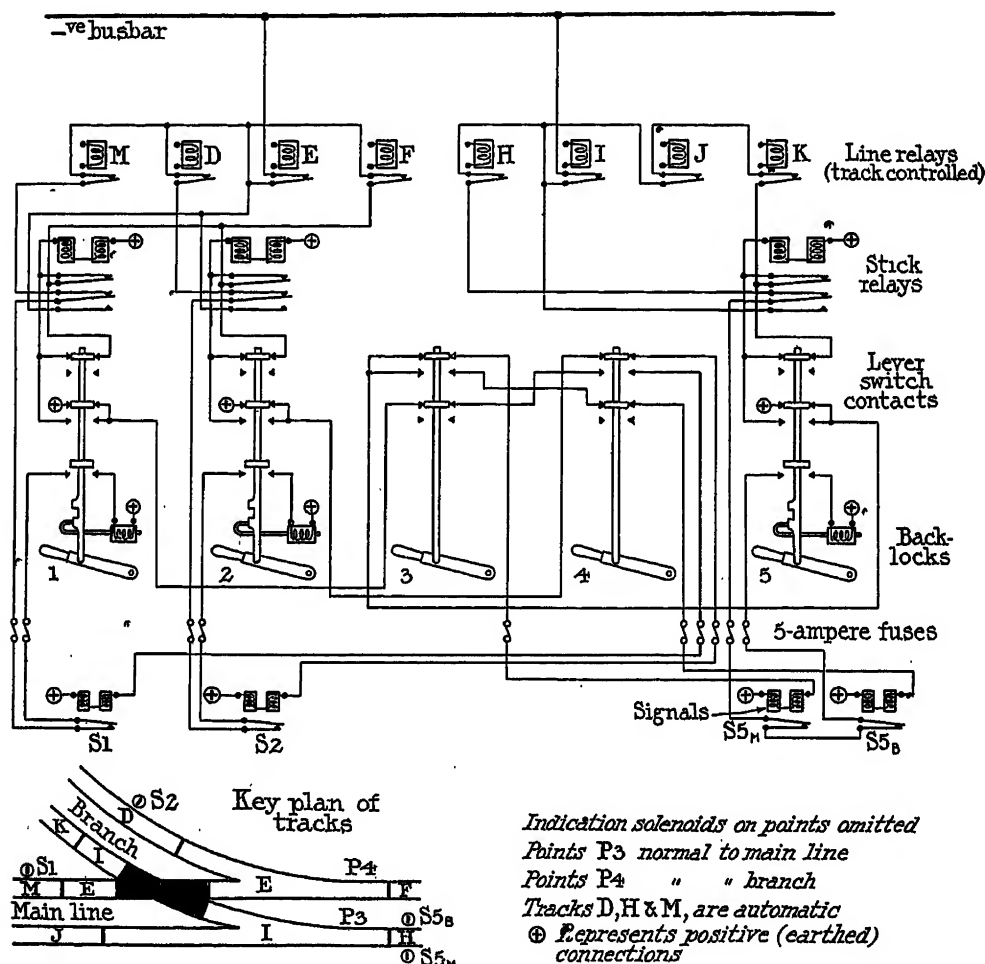 −ve busbar
M D E F H I J K
Line relays
(track controlled)
Stick
relays
Lever
switch
contacts
Back-
locks
1 2 3 4 5
5-ampere fuses
Signals
S1 S2 S5M S5B
Key plan of
tracks
S2
D
Branch
K
I
S1
E
P4
M E F
Main line
P3
S5B
J I H
S5M
Indication solenoids on points omitted
Points P3 normal to main line
Points P4 " " branch
Tracks D, H & M, are automatic
⊕ Represents positive (earthed)
connections